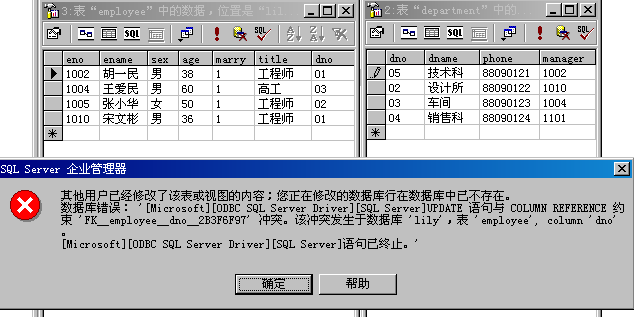 3:表“employee”中的数据，位置是“lil
2:表“department”中的
eno ename sex age marry title dno
1002 胡一民 男 38 1 工程师 01
1004 王爱民 男 60 1 高工 03
1005 张小华 女 50 1 工程师 02
1010 宋文彬 男 36 1 工程师 01
dno dname phone manager
05 技术科 88090121 1002
02 设计所 88090122 1010
03 车间 88090123 1004
04 销售科 88090124 1101
SQL Server 企业管理器
其他用户已经修改了该表或视图的内容；您正在修改的数据库行在数据库中已不存在。
数据库错误： '[Microsoft][ODBC SQL Server Driver][SQL Server]UPDATE 语句与 COLUMN REFERENCE 约
束 'FK__employee__dno__2B3F6F97' 冲突。该冲突发生于数据库 'lily'，表 'employee', column 'dno'
。
[Microsoft][ODBC SQL Server Driver][SQL Server]语句已终止。'
确定
帮助